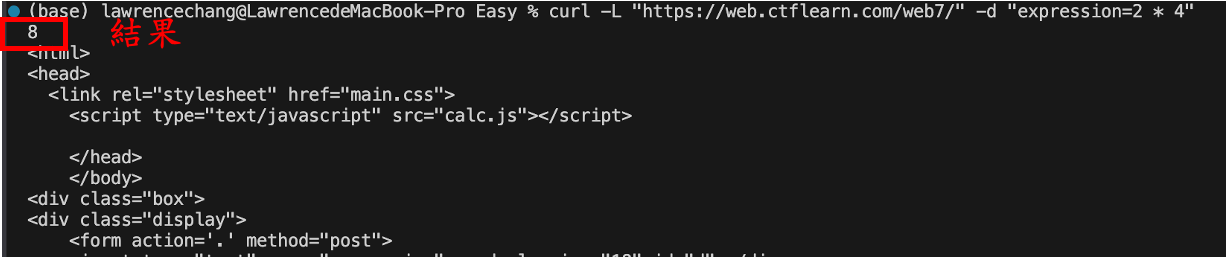 (base) lawrencechang@LawrencedeMacBook-Pro Easy % curl -L "https://web.ctflearn.com/web7/" -d "expression=2 * 4"
8 結果
<html>
<head>
<link rel="stylesheet" href="main.css">
<script type="text/javascript" src="calc.js"></script>
</head>
</body>
<div class="box">
<div class="display">
<form action='.' method="post">